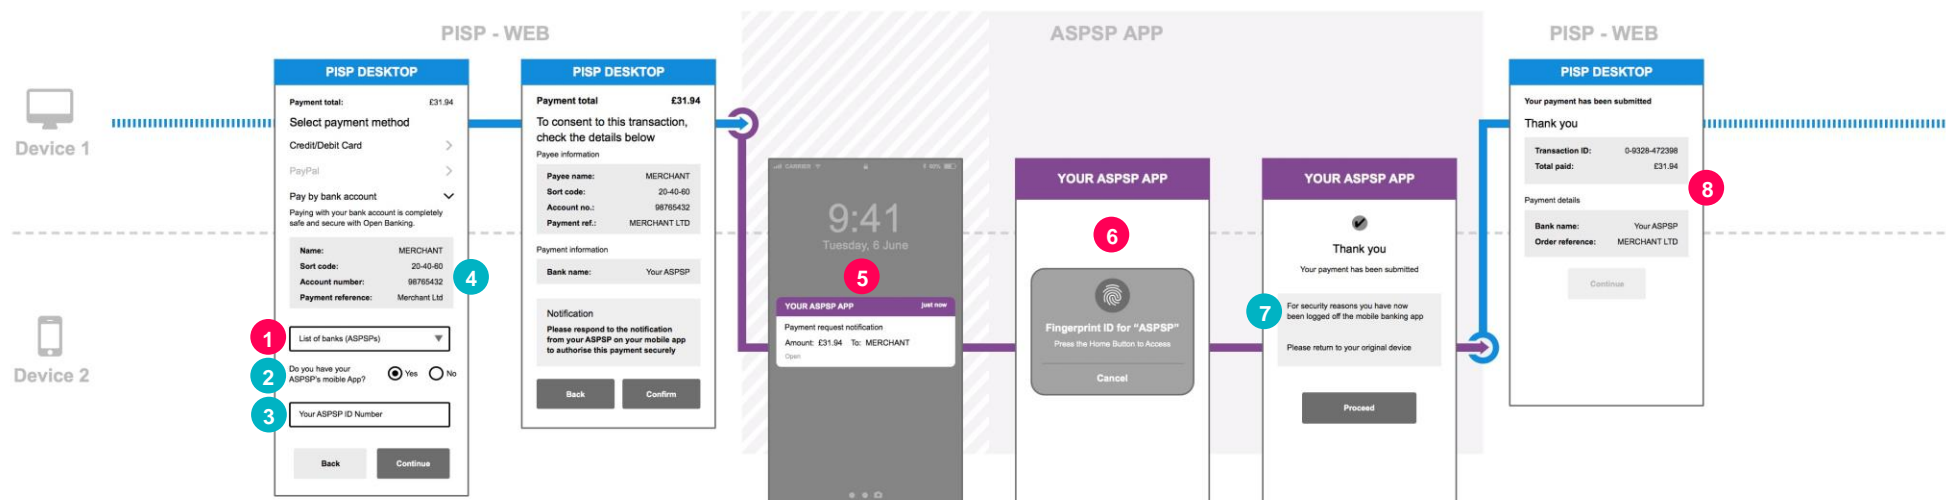 PISP - WEB
ASPSP APP
PISP - WEB
Device 1
Device 2
PISP DESKTOP
Payment total: £31.94
Select payment method
Credit/Debit Card
PayPal
Pay by bank account
Paying with your bank account is completely
safe and secure with Open Banking.
Name: MERCHANT
Sort code: 20-40-60
Account number: 98765432
Payment reference: Merchant Ltd
4
1
List of banks (ASPSPs)
2
Do you have your
ASPSP's moible App?
Yes
No
3
Your ASPSP ID Number
Back
Continue
PISP DESKTOP
Payment total £31.94
To consent to this transaction,
check the details below
Payee information
Payee name: MERCHANT
Sort code: 20-40-60
Account no.: 98765432
Payment ref.: MERCHANT LTD
Payment information
Bank name: Your ASPSP
Notification
Please respond to the notification
from your ASPSP on your mobile app
to authorise this payment securely
Back
Confirm
CARRIER
9:41
Tuesday, 6 June
5
YOUR ASPSP APP just now
Payment request notification
Amount: £31.94 To: MERCHANT
Open
YOUR ASPSP APP
6
Fingerprint ID for “ASPSP”
Press the Home Button to Access
Cancel
YOUR ASPSP APP
Thank you
Your payment has been submitted
7
For security reasons you have now
been logged off the mobile banking app
Please return to your original device
Proceed
PISP DESKTOP
Your payment has been submitted
Thank you
Transaction ID: 0-9328-472398
Total paid: £31.94
8
Payment details
Bank name: Your ASPSP
Order reference: MERCHANT LTD
Continue